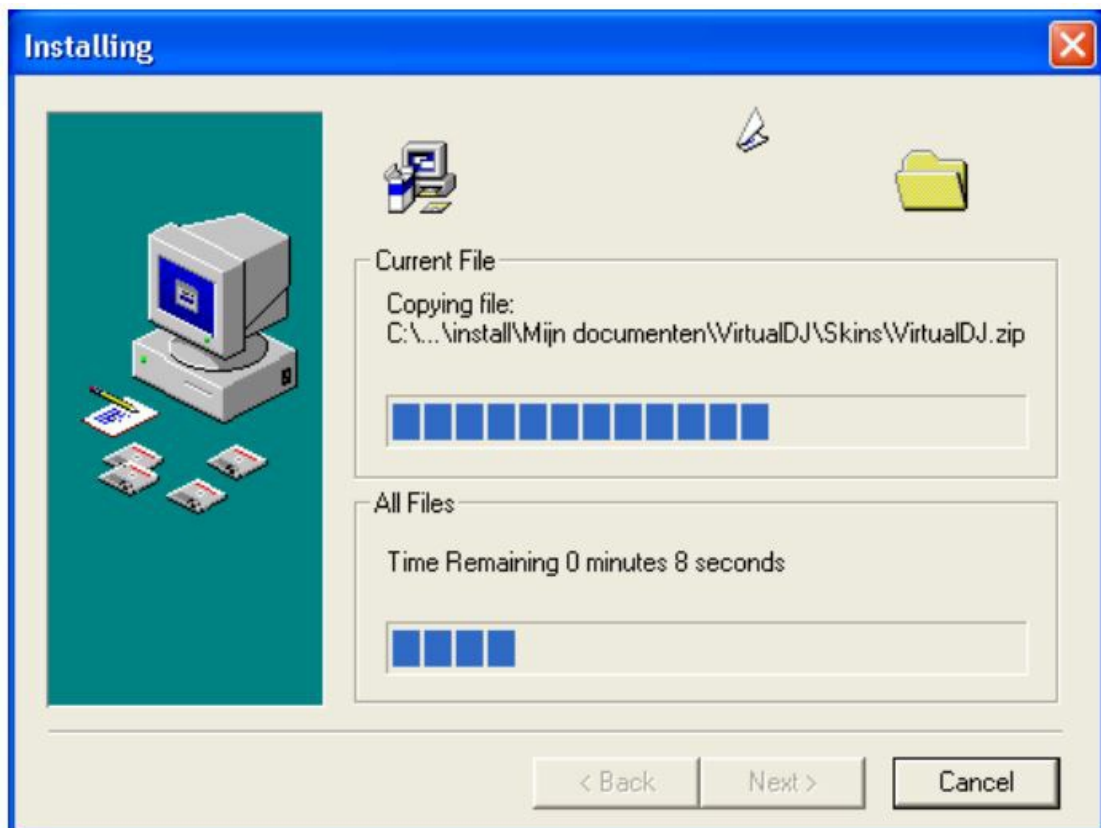 Installing
Current File
Copying file:
C:\...\install\Mijn documenten\VirtualDJ\Skins\VirtualDJ.zip
All Files
Time Remaining 0 minutes 8 seconds
< Back
Next >
Cancel